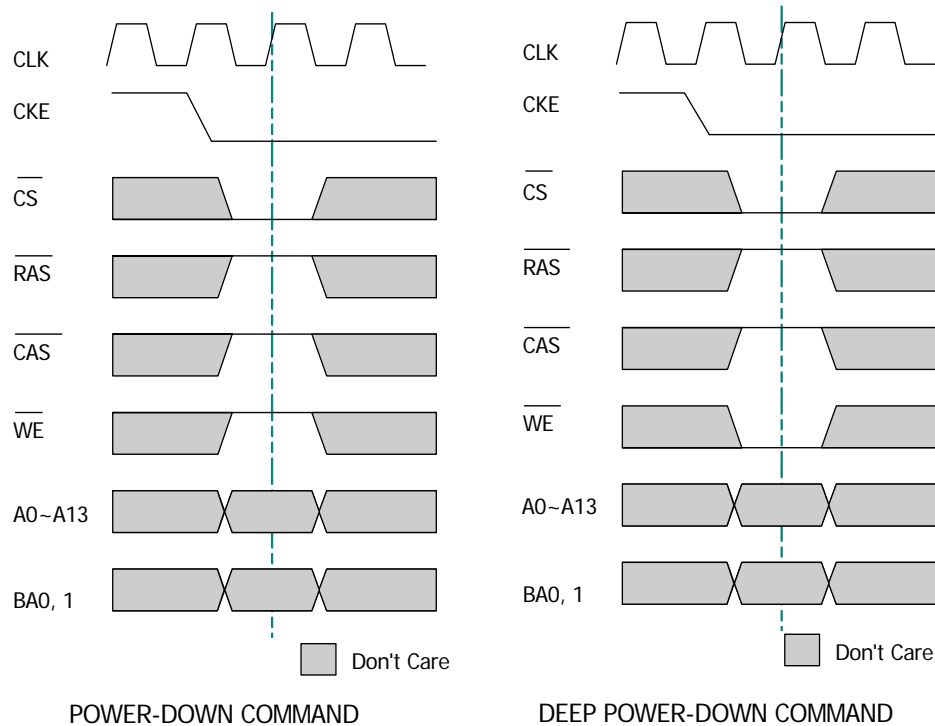 CLK
CKE
CS
RAS
CAS
WE
A0~A13
BA0, 1
Don't Care
POWER-DOWN COMMAND
CLK
CKE
CS
RAS
CAS
WE
A0~A13
BA0, 1
Don't Care
DEEP POWER-DOWN COMMAND